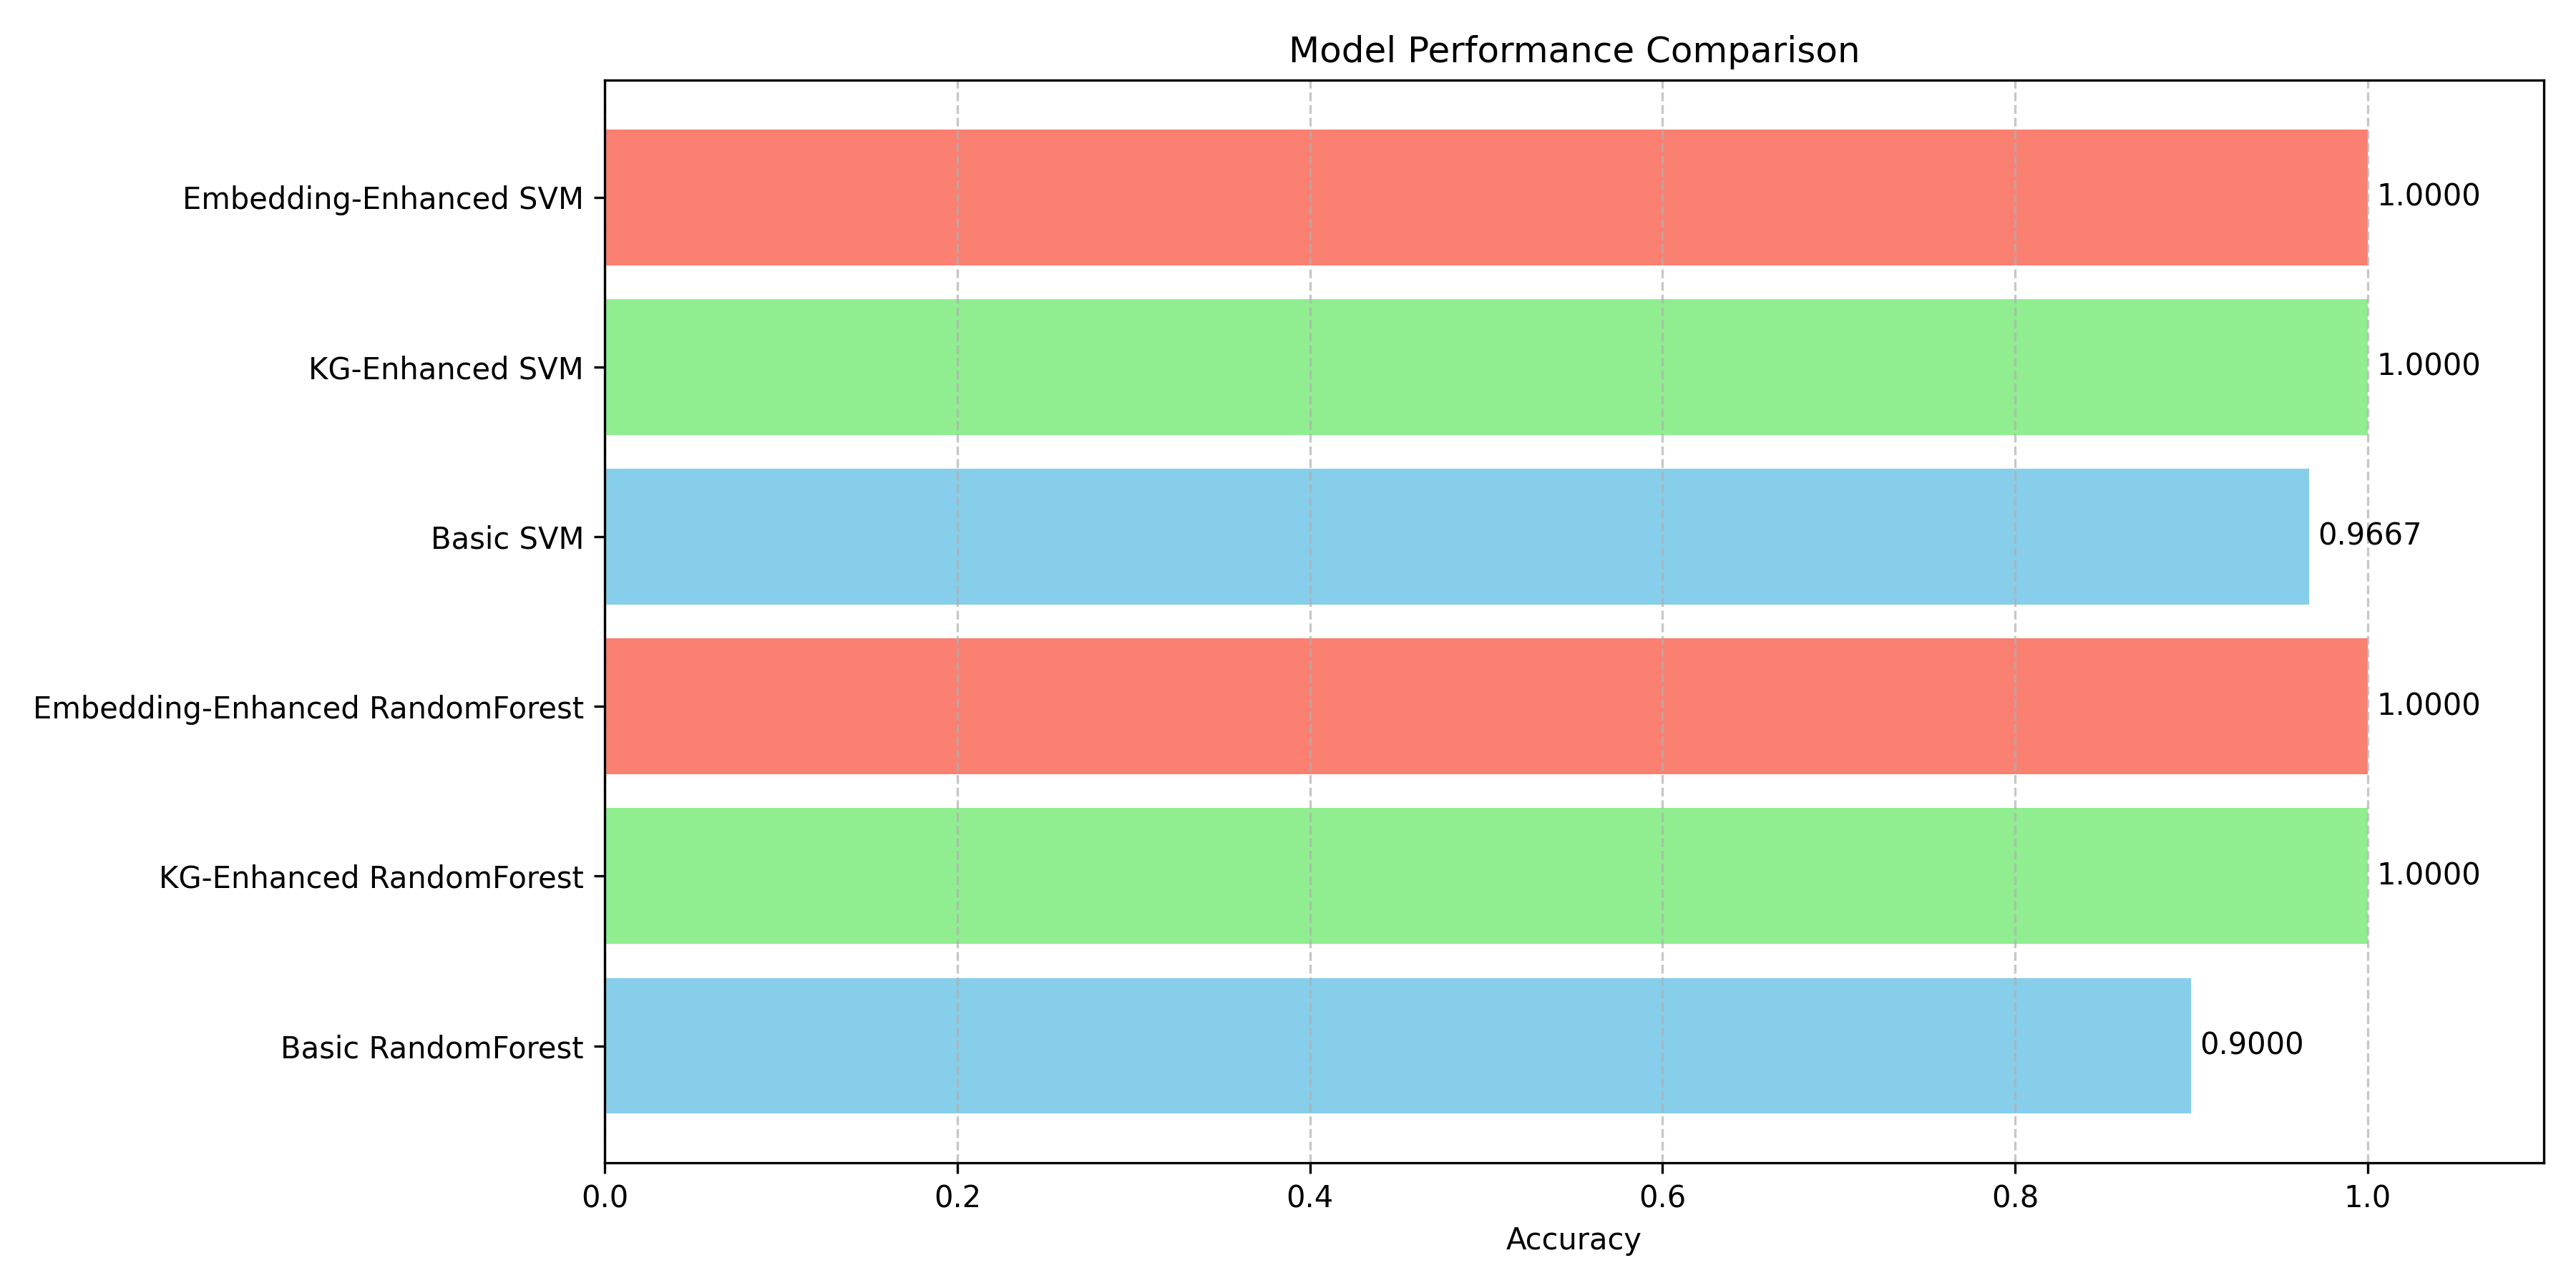 Model Performance Comparison
Embedding-Enhanced SVM
1.0000
KG-Enhanced SVM
1.0000
Basic SVM
0.9667
Embedding-Enhanced RandomForest
1.0000
KG-Enhanced RandomForest
1.0000
Basic RandomForest
0.9000
0.0 0.2 0.4 0.6 0.8 1.0
Accuracy